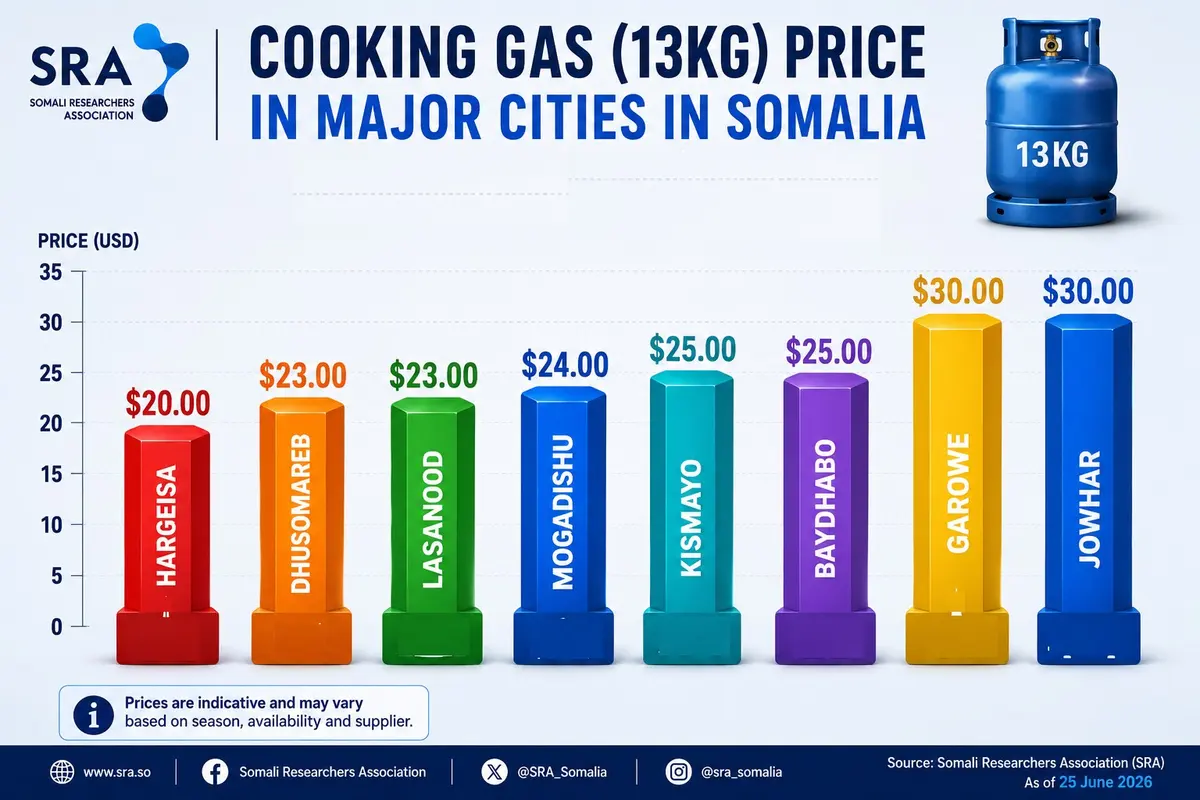 SRA
SOMALI RESEARCHERS
ASSOCIATION
COOKING GAS (13KG) PRICE
IN MAJOR CITIES IN SOMALIA
13KG
PRICE (USD)
35
30
25
20
15
10
5
0
$20.00
HARGEISA
$23.00
DHUSOMAREB
$23.00
LASANOOD
$24.00
MOGADISHU
$25.00
KISMAYO
$25.00
BAYDHABO
$30.00
GAROWE
$30.00
JOWHAR
i
Prices are indicative and may vary
based on season, availability and supplier.
www.sra.so
Somali Researchers Association
@SRA_Somalia
@sra_somalia
Source: Somali Researchers Association (SRA)
As of 25 June 2026